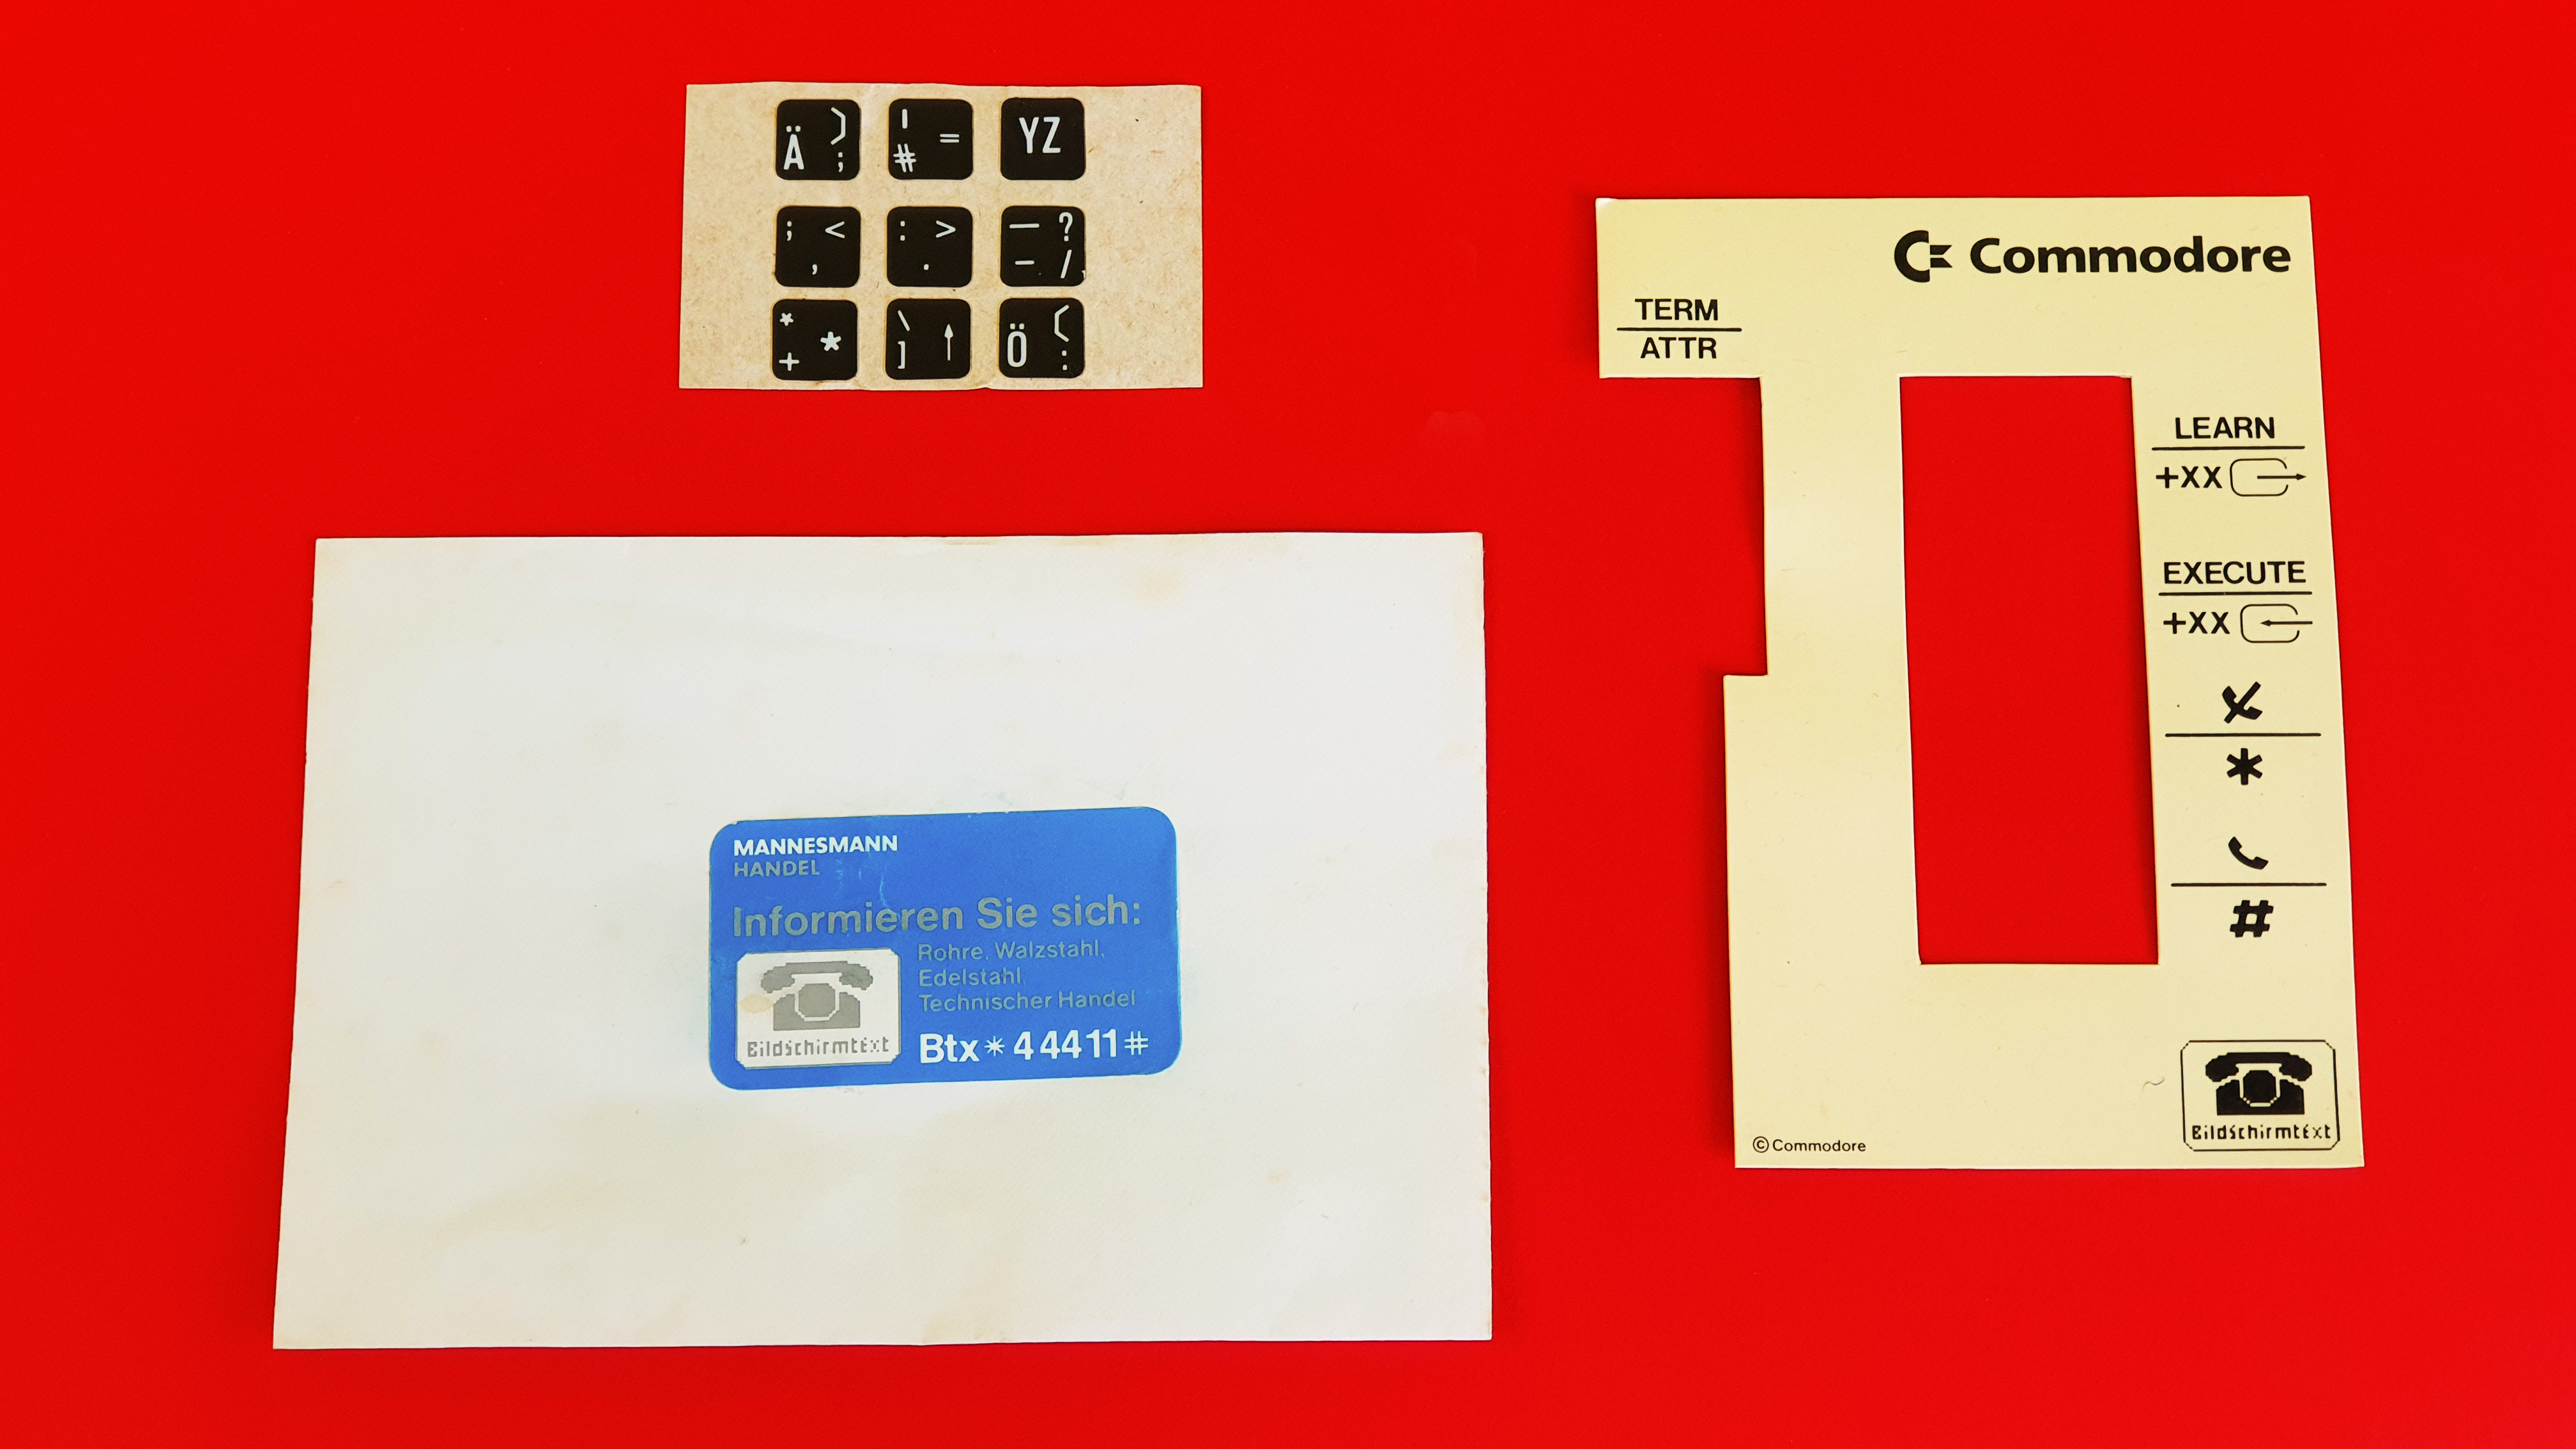 Ä ) ;
' # =
YZ
; < ,
: > .
— ? - /
* + *
\ ] ↑
Ö ( :
MANNESMANN
HANDEL
Informieren Sie sich:
Rohre, Walzstahl,
Edelstahl,
Technischer Handel
Bildschirmtext
Btx * 44411#
Commodore
TERM
ATTR
LEARN
+XX
EXECUTE
+XX
*
#
Bildschirmtext
© Commodore